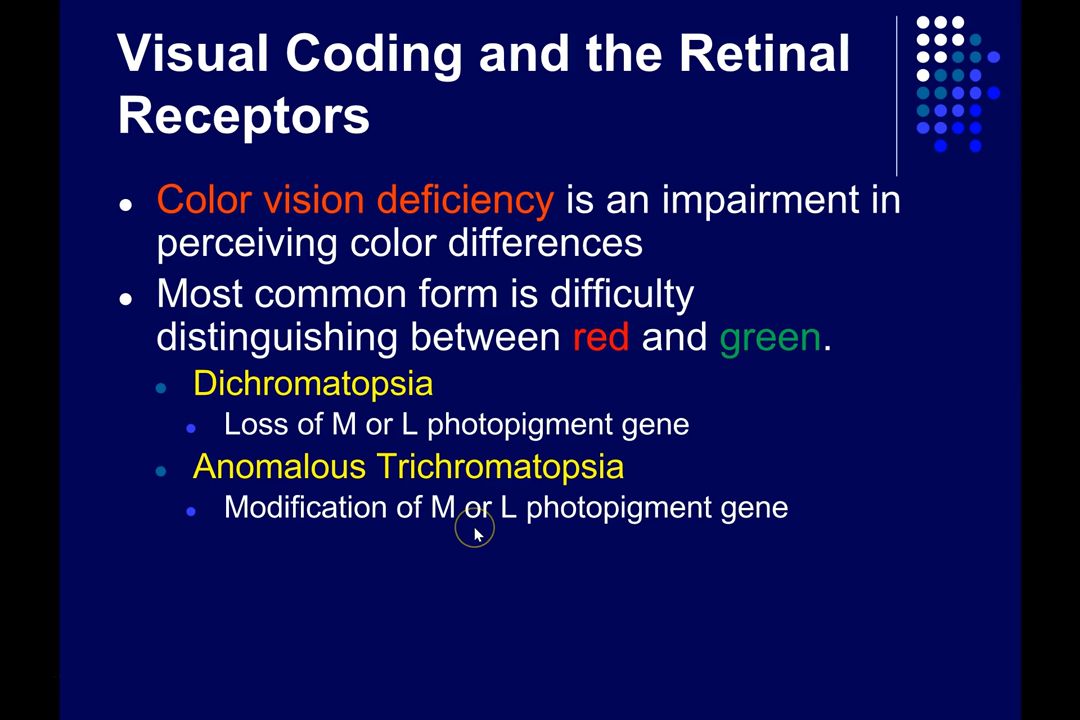 Visual Coding and the Retinal
Receptors
Color vision deficiency is an impairment in
perceiving color differences
Most common form is difficulty
distinguishing between red and green.
Dichromatopsia
Loss of M or L photopigment gene
Anomalous Trichromatopsia
Modification of M or L photopigment gene